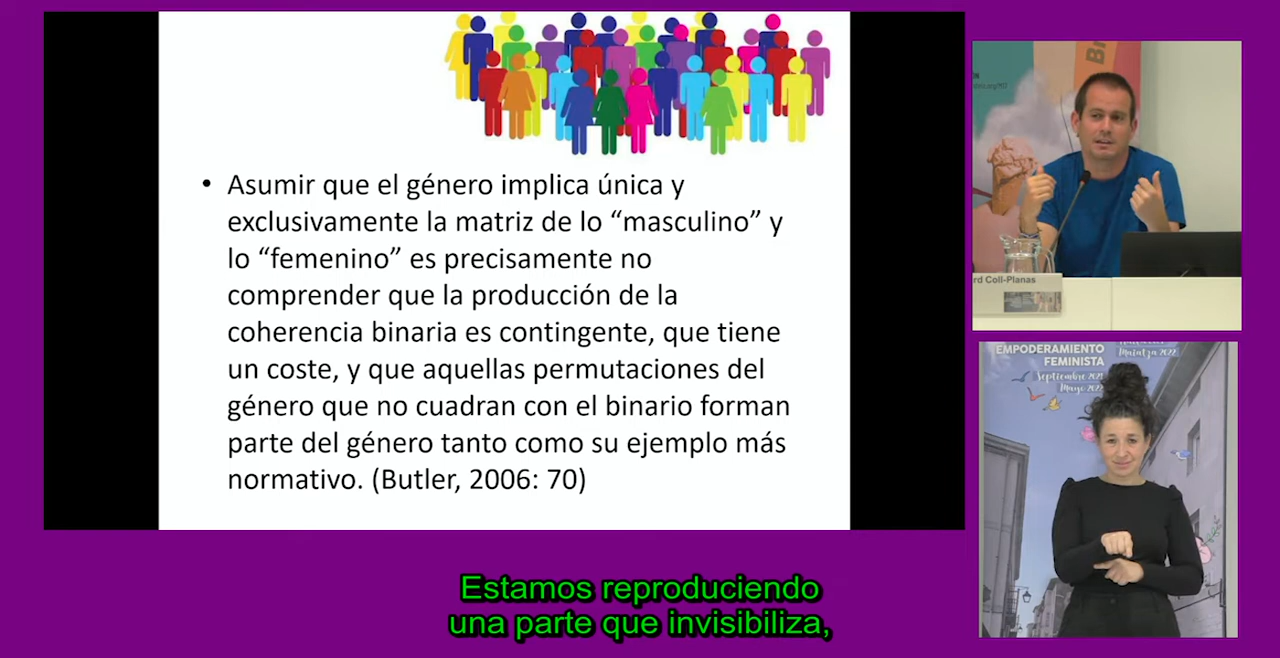 • Asumir que el género implica única y
exclusivamente la matriz de lo “masculino” y
lo “femenino” es precisamente no
comprender que la producción de la
coherencia binaria es contingente, que tiene
un coste, y que aquellas permutaciones del
género que no cuadran con el binario forman
parte del género tanto como su ejemplo más
normativo. (Butler, 2006: 70)
rd Coll-Planas
EMPODERAMIENTO
FEMINISTA
Septiembre 2021
Mayo 2022
Maiatza 2022
Estamos reproduciendo
una parte que invisibiliza,